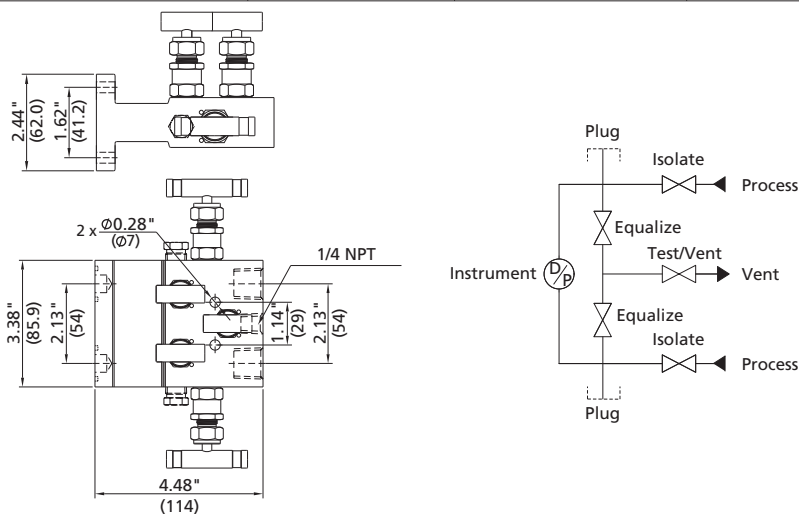 2.44"
(62.0)
1.62"
(41.2)
2 x Ø0.28"
(Ø7)
1/4 NPT
3.38"
(85.9)
2.13"
(54)
1.14"
(29)
2.13"
(54)
4.48"
(114)
Plug
Isolate
Process
Equalize
Test/Vent
Instrument
D/P
Vent
Equalize
Isolate
Process
Plug